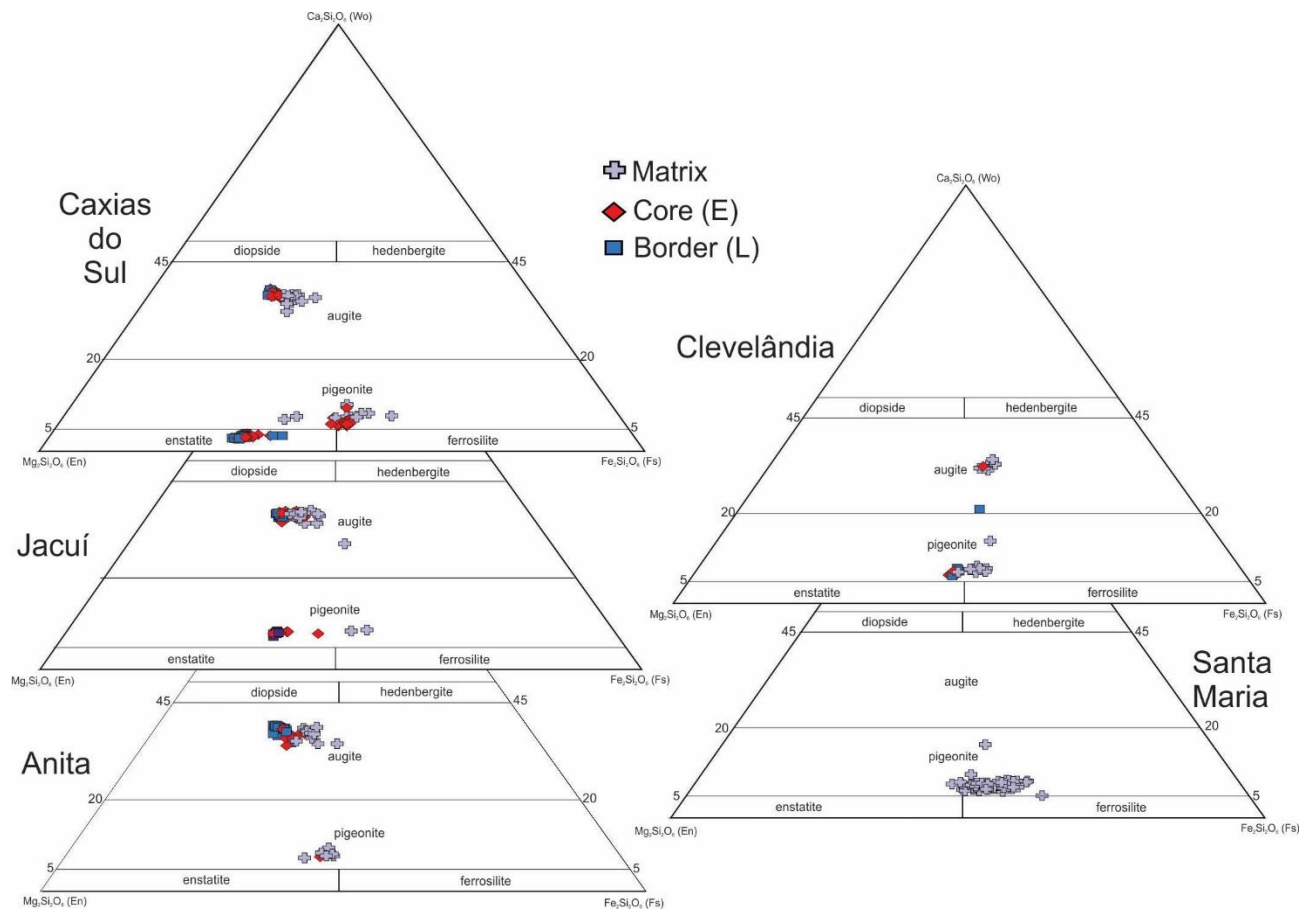 Ca₂Si₂O₆ (Wo)
Caxias
do
Sul
diopside hedenbergite
45 45
augite
20 20
pigeonite
5 5
enstatite ferrosilite
Mg₂Si₂O₆ (En) Fe₂Si₂O₆ (Fs)
Matrix
Core (E)
Border (L)
Jacuí
diopside hedenbergite
augite
pigeonite
enstatite ferrosilite
Mg₂Si₂O₆ (En) Fe₂Si₂O₆ (Fs)
Anita
diopside hedenbergite
45 45
augite
20 20
pigeonite
5 5
enstatite ferrosilite
Mg₂Si₂O₆ (En) Fe₂Si₂O₆ (Fs)
Ca₂Si₂O₆ (Wo)
Clevelândia
diopside hedenbergite
45 45
augite
20 20
pigeonite
5 5
enstatite ferrosilite
Mg₂Si₂O₆ (En) Fe₂Si₂O₆ (Fs)
Santa
Maria
diopside hedenbergite
45 45
augite
20 20
pigeonite
5 5
enstatite ferrosilite
Mg₂Si₂O₆ (En) Fe₂Si₂O₆ (Fs)